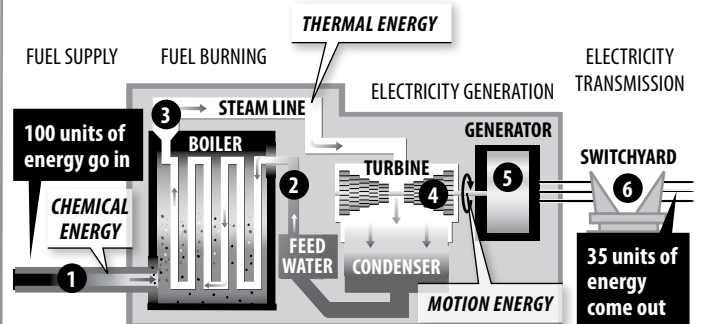 THERMAL ENERGY
FUEL SUPPLY
FUEL BURNING
ELECTRICITY
TRANSMISSION
ELECTRICITY GENERATION
3
STEAM LINE
GENERATOR
100 units of
energy go in
BOILER
TURBINE
SWITCHYARD
2
4
5
6
CHEMICAL
ENERGY
FEED
WATER
CONDENSER
35 units of
energy
come out
1
MOTION ENERGY